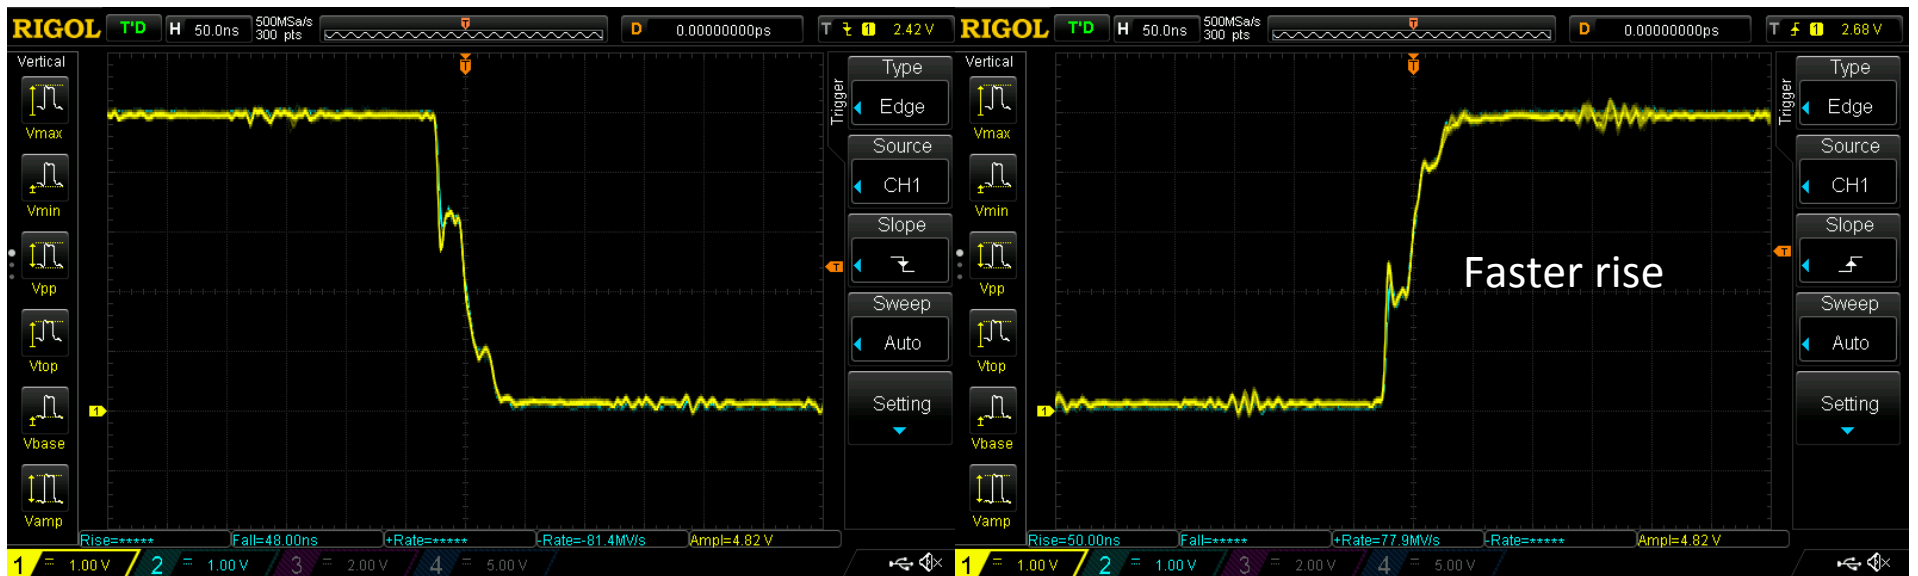 RIGOL T'D H 50.0ns 500MSa/s 300 pts T D 0.00000000ps T 1 2.42 V
Vertical
Vmax
Vmin
Vpp
Vtop
Vbase
Vamp
T
T
1
Trigger
Type
Edge
Source
CH1
Slope
Sweep
Auto
Setting
Rise=***** Fall=48.00ns +Rate=***** -Rate=-81.4MV/s Ampl=4.82 V
1 = 1.00 V 2 = 1.00 V 3 = 2.00 V 4 = 5.00 V
RIGOL T'D H 50.0ns 500MSa/s 300 pts T D 0.00000000ps T 1 2.68 V
Vertical
Vmax
Vmin
Vpp
Vtop
Vbase
Vamp
T
T
1
Faster rise
Trigger
Type
Edge
Source
CH1
Slope
Sweep
Auto
Setting
Rise=50.00ns Fall=***** +Rate=77.9MV/s -Rate=***** Ampl=4.82 V
1 = 1.00 V 2 = 1.00 V 3 = 2.00 V 4 = 5.00 V